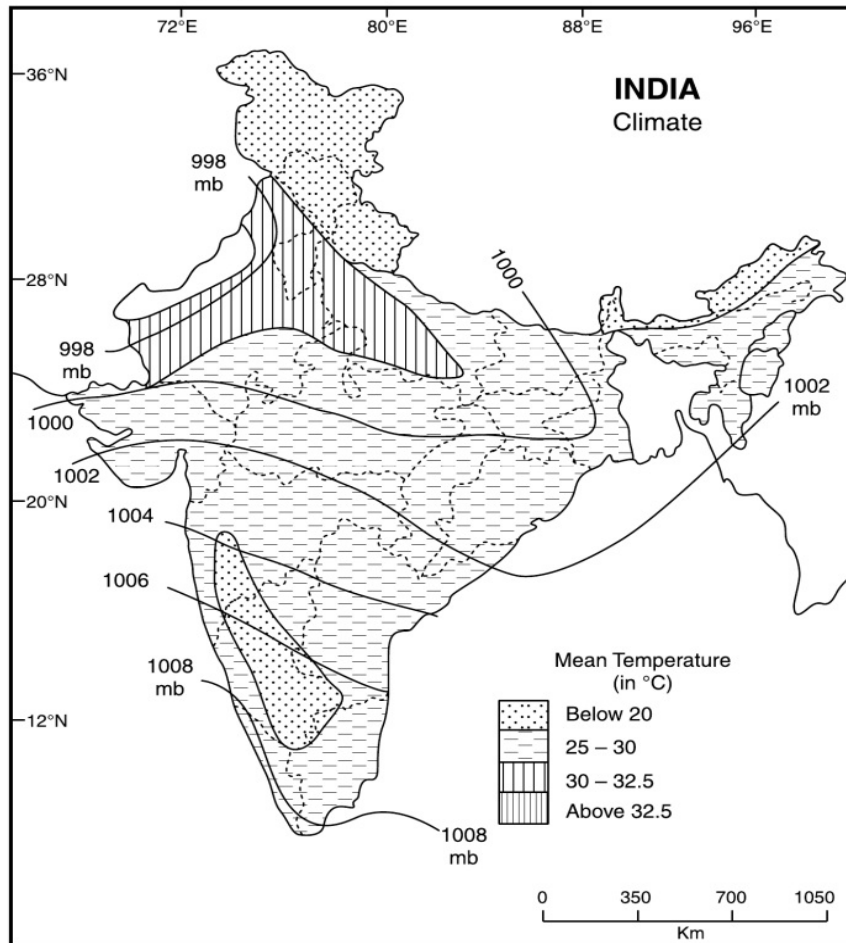 72°E
80°E
88°E
96°E
36°N
INDIA
Climate
998
mb
28°N
1000
998
mb
1002
mb
1000
1002
20°N
1004
1006
Mean Temperature
(in °C)
1008
mb
Below 20
12°N
25 – 30
30 – 32.5
Above 32.5
1008
mb
0 350 700 1050
Km